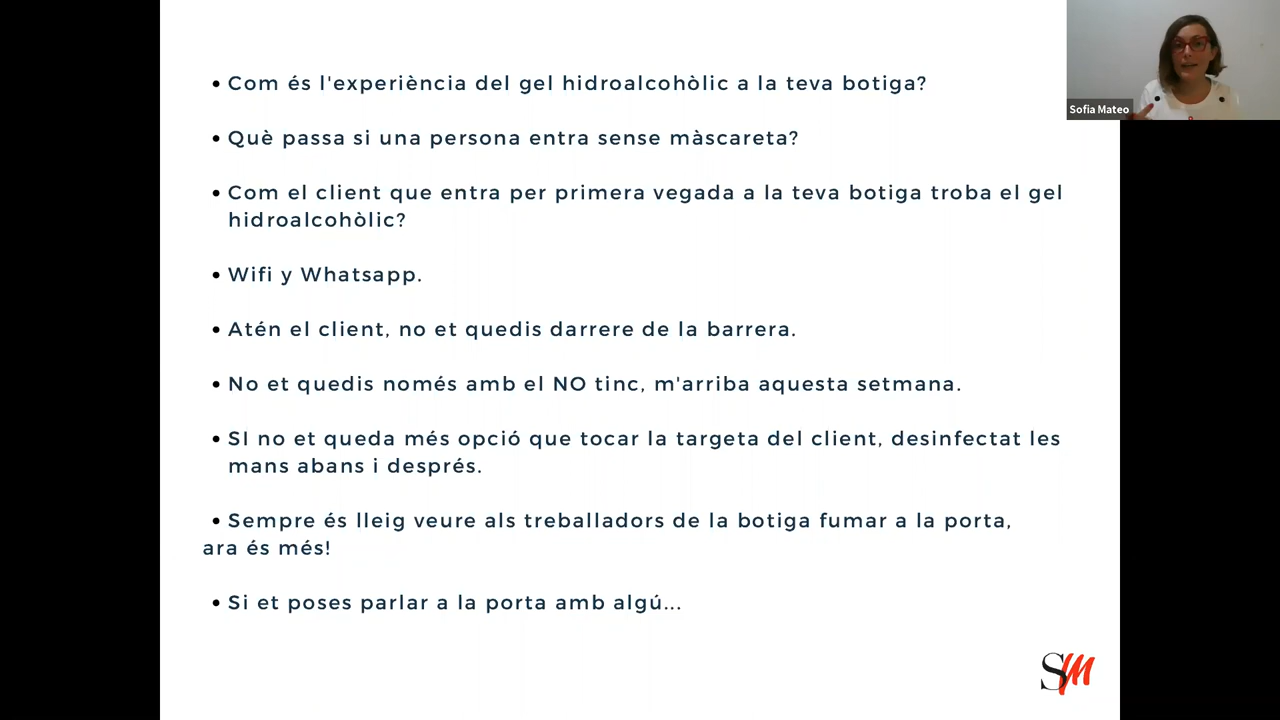 • Com és l'experiència del gel hidroalcohòlic a la teva botiga?
• Què passa si una persona entra sense màscareta?
• Com el client que entra per primera vegada a la teva botiga troba el gel
hidroalcohòlic?
• Wifi y Whatsapp.
• Atén el client, no et quedis darrere de la barrera.
• No et quedis només amb el NO tinc, m'arriba aquesta setmana.
• SI no et queda més opció que tocar la targeta del client, desinfectat les
mans abans i després.
• Sempre és lleig veure als treballadors de la botiga fumar a la porta,
ara és més!
• Si et poses parlar a la porta amb algú...
Sofia Mateo
SM